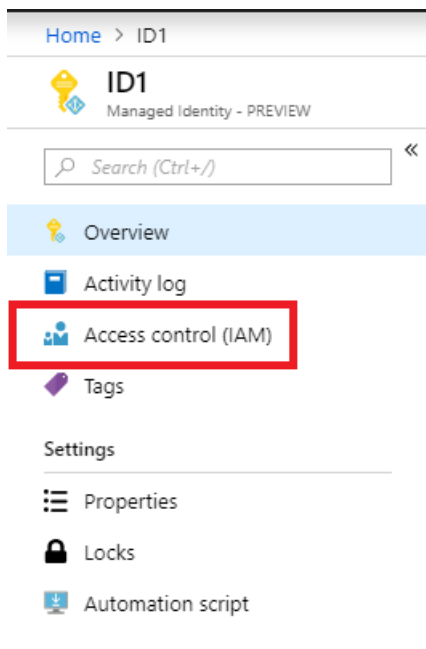 Home > ID1
ID1
Managed Identity - PREVIEW
Search (Ctrl+/)
«
Overview
Activity log
Access control (IAM)
Tags
Settings
Properties
Locks
Automation script